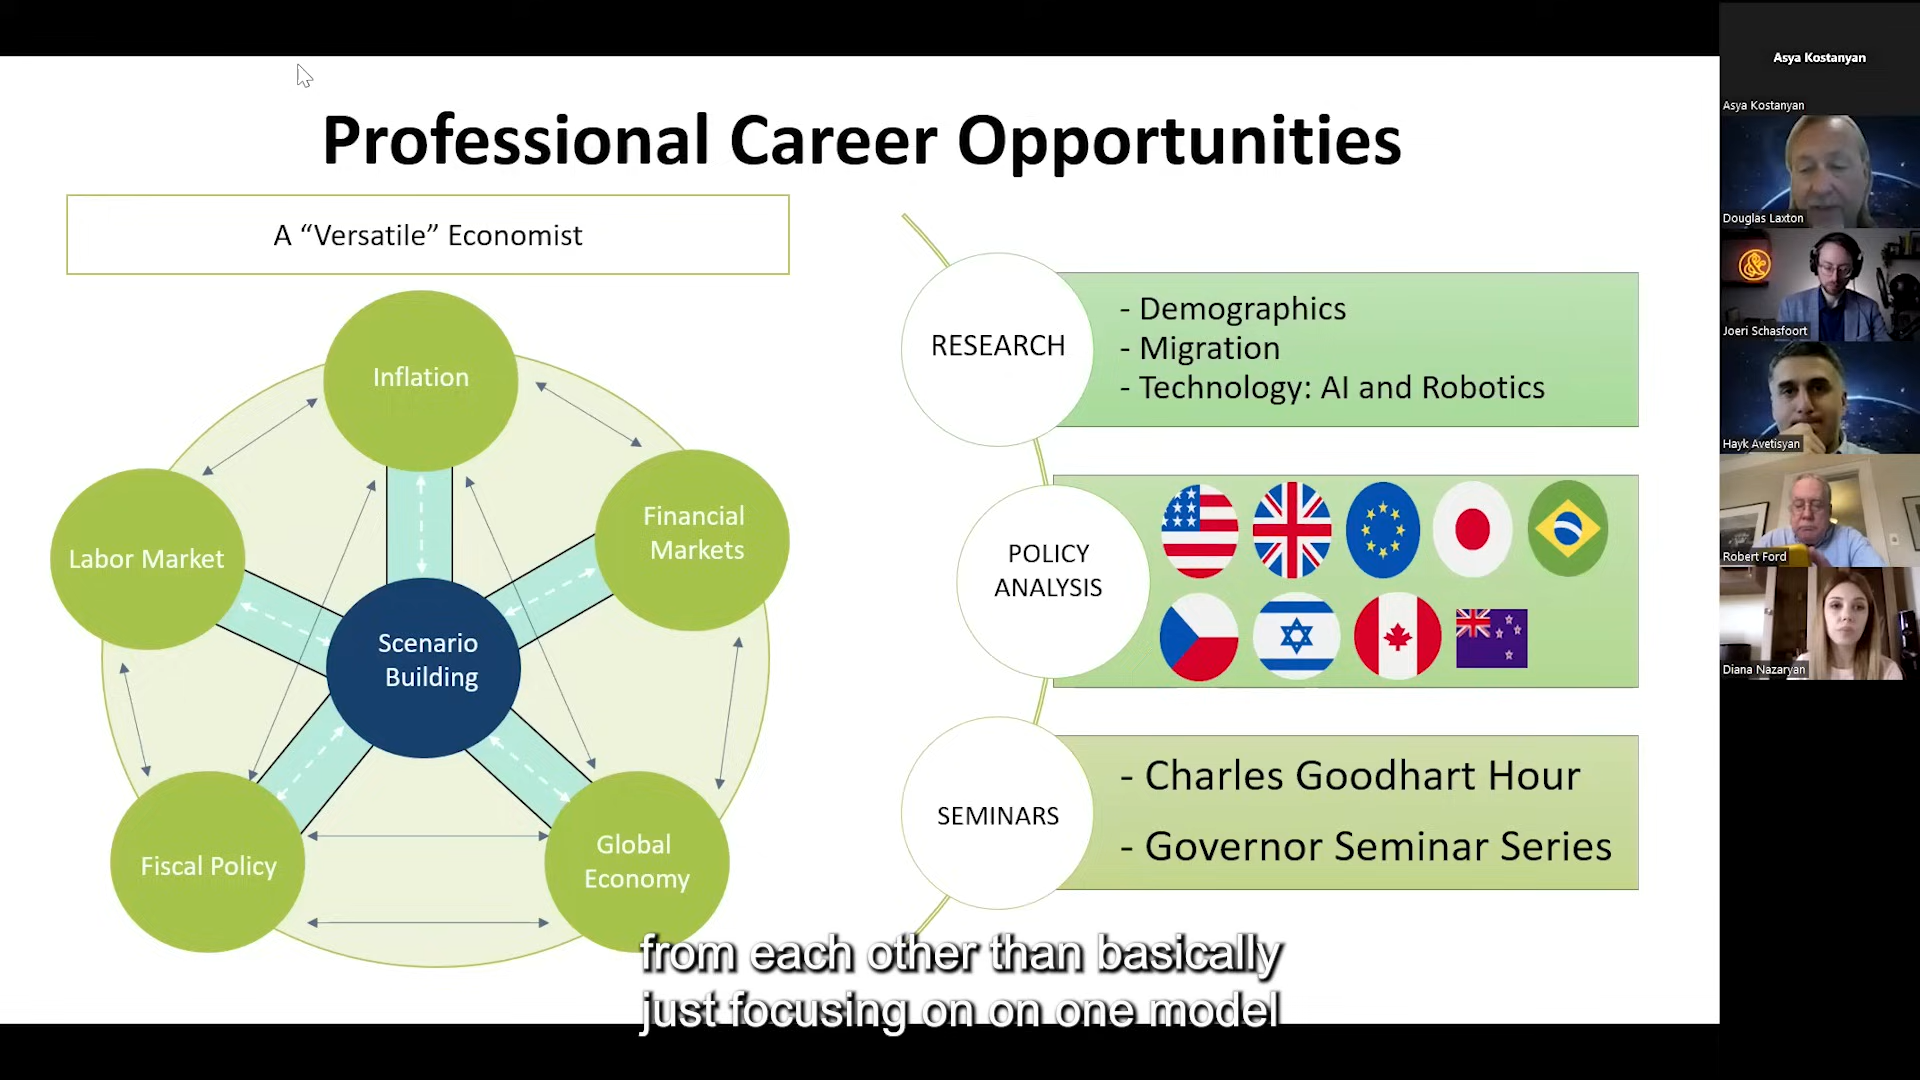 Professional Career Opportunities
A “Versatile” Economist
Inflation
Financial
Markets
Labor Market
Scenario
Building
Fiscal Policy
Global
Economy
RESEARCH
- Demographics
- Migration
- Technology: AI and Robotics
POLICY
ANALYSIS
SEMINARS
- Charles Goodhart Hour
- Governor Seminar Series
from each other than basically
just focusing on on one model
Asya Kostanyan
Asya Kostanyan
Douglas Laxton
Joeri Schasfoort
Hayk Avetisyan
Robert Ford
Diana Nazaryan